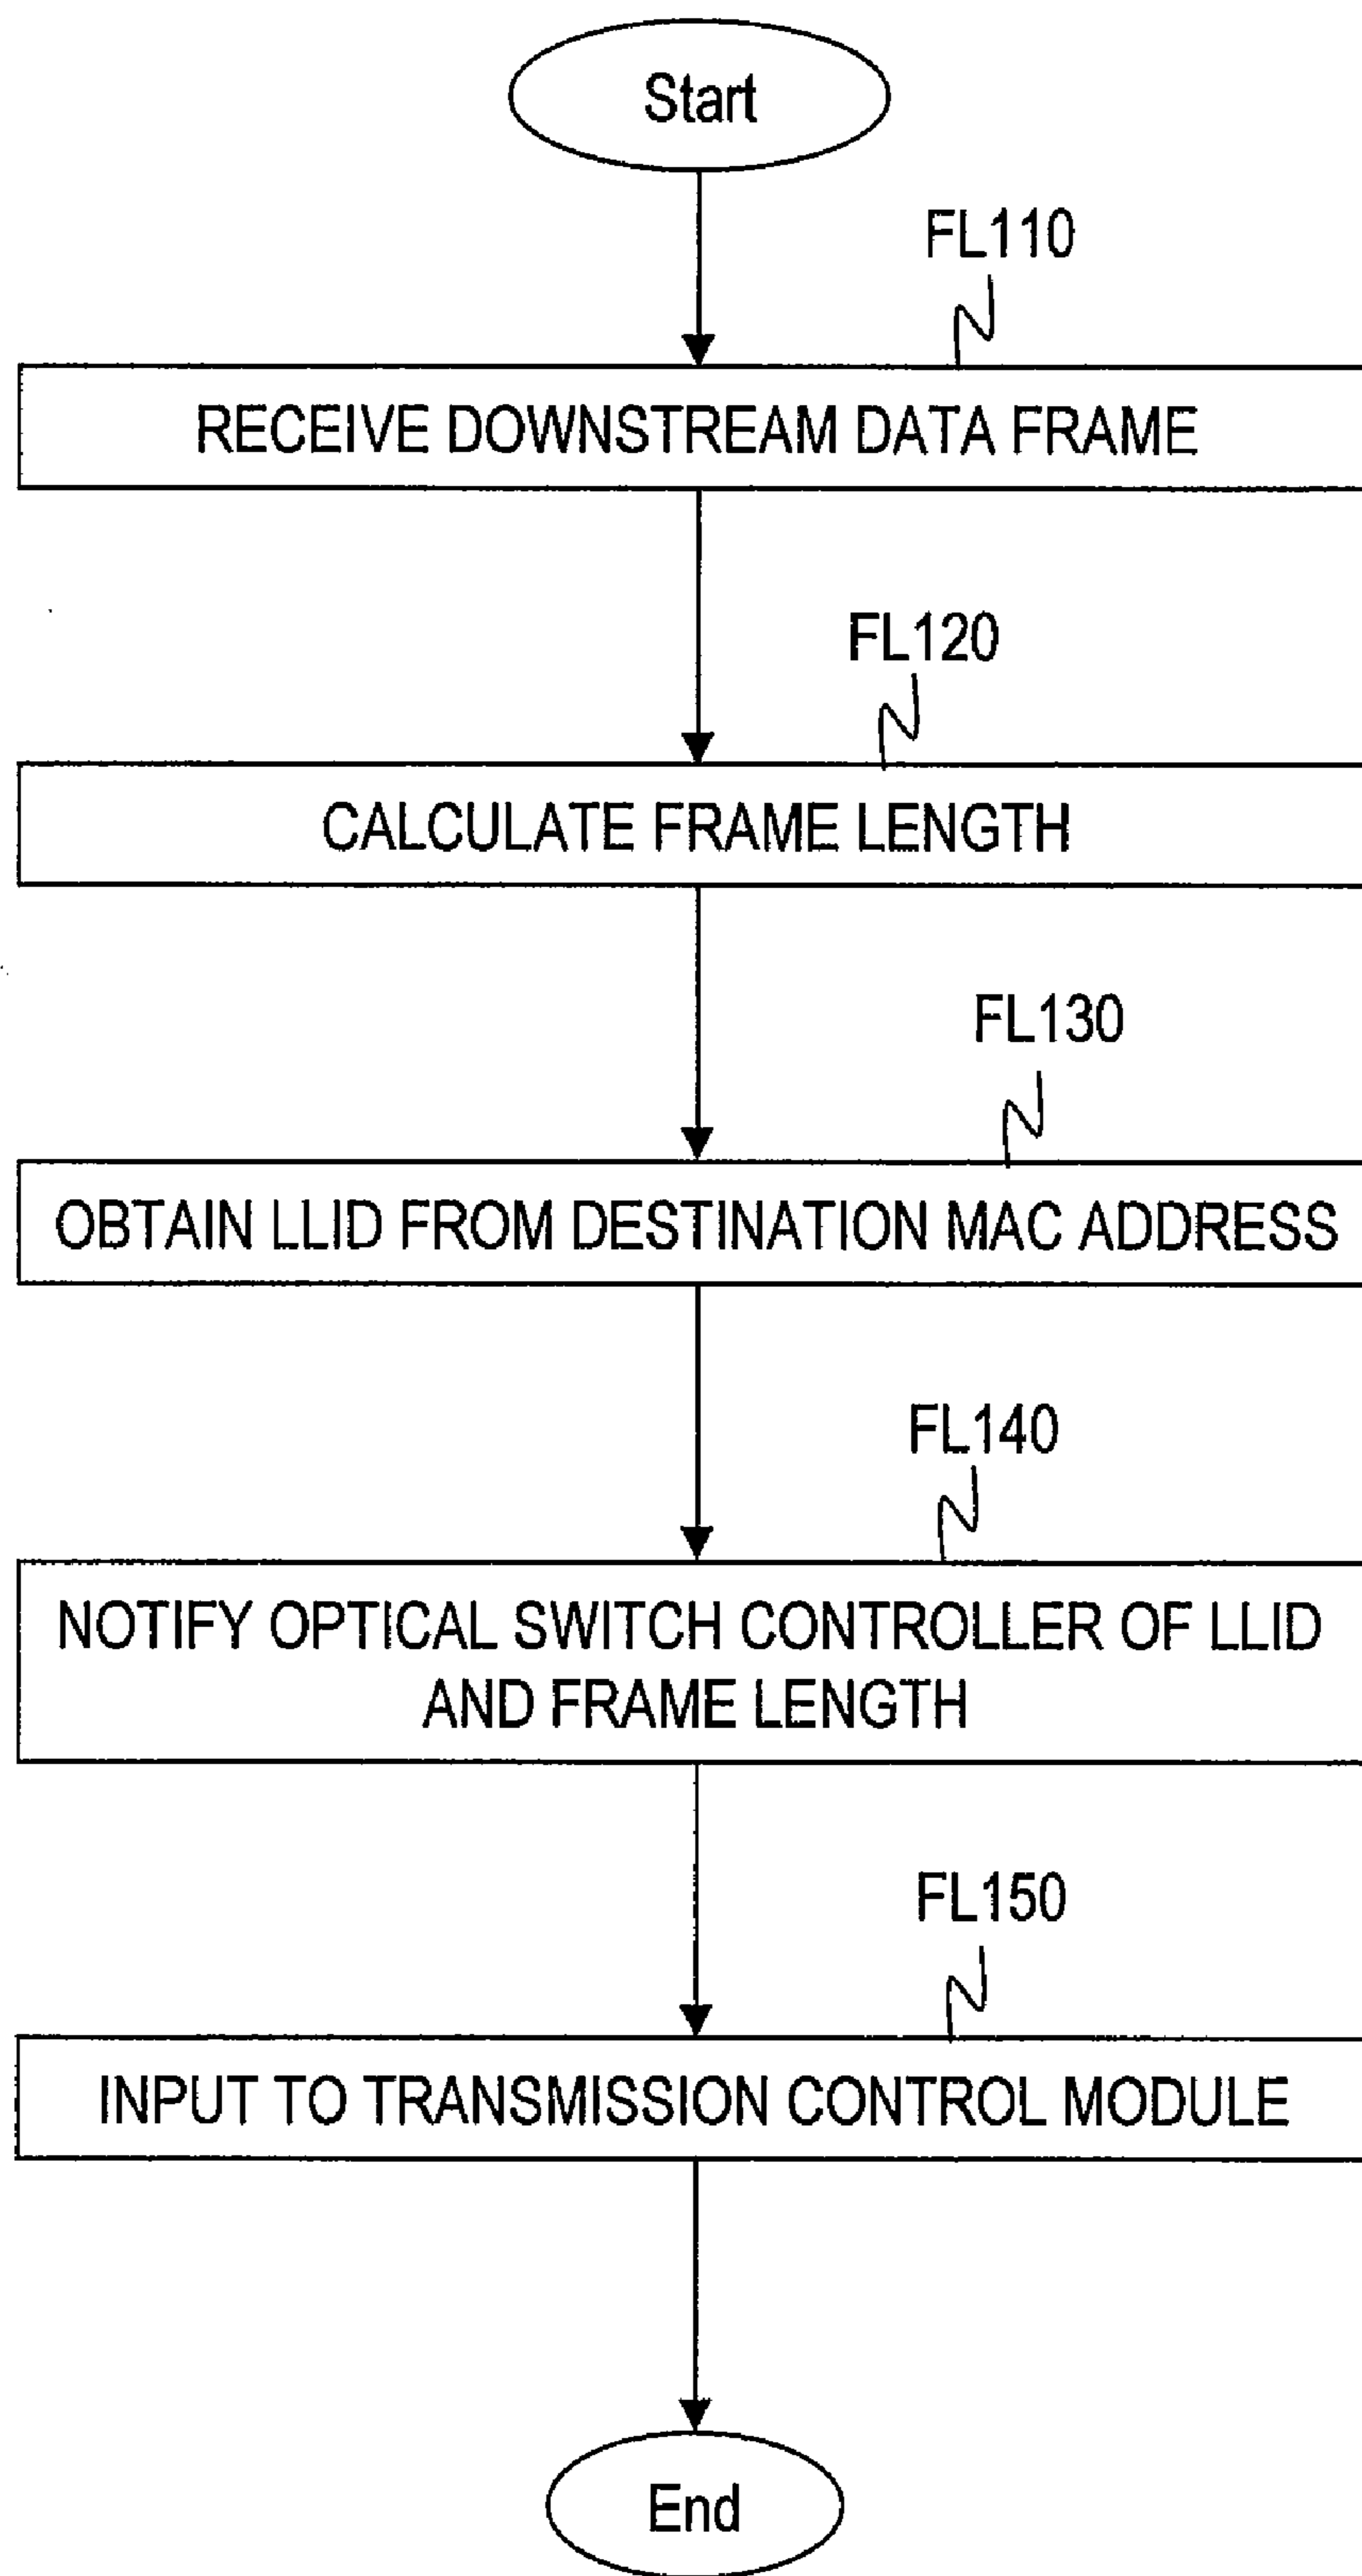 Start
FL110
RECEIVE DOWNSTREAM DATA FRAME
FL120
CALCULATE FRAME LENGTH
FL130
OBTAIN LLID FROM DESTINATION MAC ADDRESS
FL140
NOTIFY OPTICAL SWITCH CONTROLLER OF LLID
AND FRAME LENGTH
FL150
INPUT TO TRANSMISSION CONTROL MODULE
End